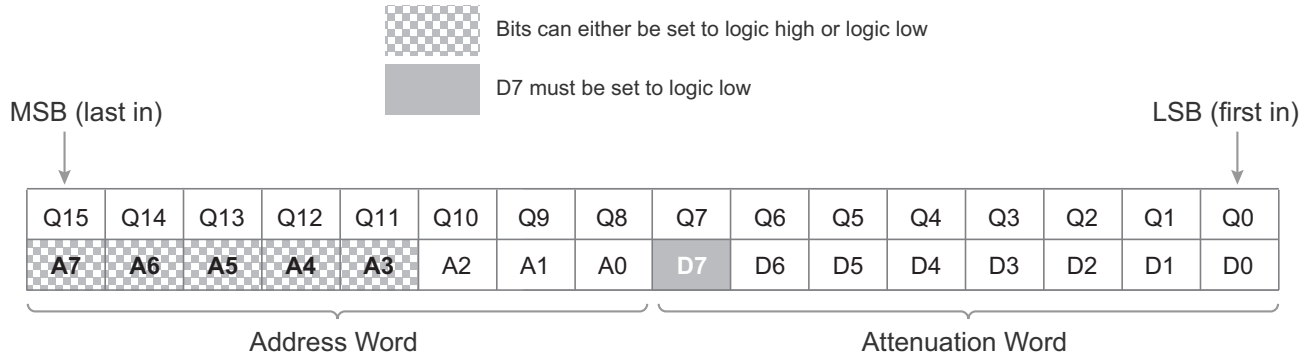 Bits can either be set to logic high or logic low
D7 must be set to logic low
MSB (last in) LSB (first in)
Q15 Q14 Q13 Q12 Q11 Q10 Q9 Q8 Q7 Q6 Q5 Q4 Q3 Q2 Q1 Q0
A7 A6 A5 A4 A3 A2 A1 A0 D7 D6 D5 D4 D3 D2 D1 D0
Address Word Attenuation Word